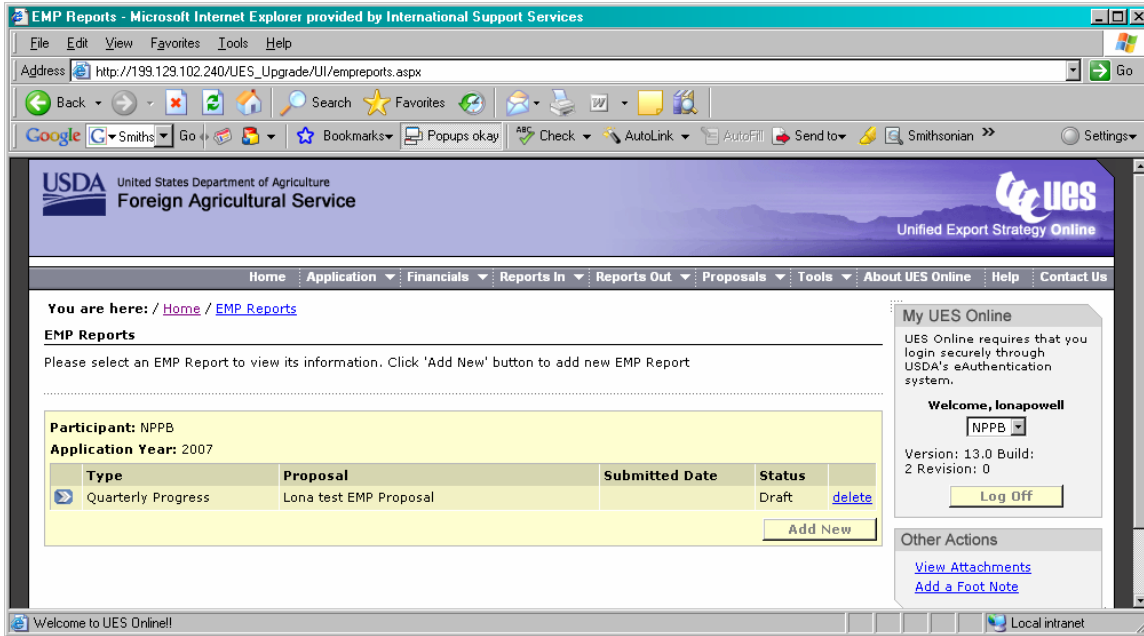 EMP Reports - Microsoft Internet Explorer provided by International Support Services
File Edit View Favorites Tools Help
Address http://199.129.102.240/UES_Upgrade/UI/empreports.aspx Go
Back Search Favorites
Google G Smiths Go Bookmarks Popups okay ABC Check AutoLink AutoFill Send to Smithsonian » Settings
USDA United States Department of Agriculture
Foreign Agricultural Service
ues
Unified Export Strategy Online
Home Application Financials Reports In Reports Out Proposals Tools About UES Online Help Contact Us
You are here: / Home / EMP Reports
EMP Reports
Please select an EMP Report to view its information. Click 'Add New' button to add new EMP Report
Participant: NPPB
Application Year: 2007
Type Proposal Submitted Date Status
Quarterly Progress Lona test EMP Proposal Draft delete
Add New
My UES Online
UES Online requires that you
login securely through
USDA's eAuthentication
system.
Welcome, lonapowell
NPPB
Version: 13.0 Build:
2 Revision: 0
Log Off
Other Actions
View Attachments
Add a Foot Note
Welcome to UES Online!! Local intranet